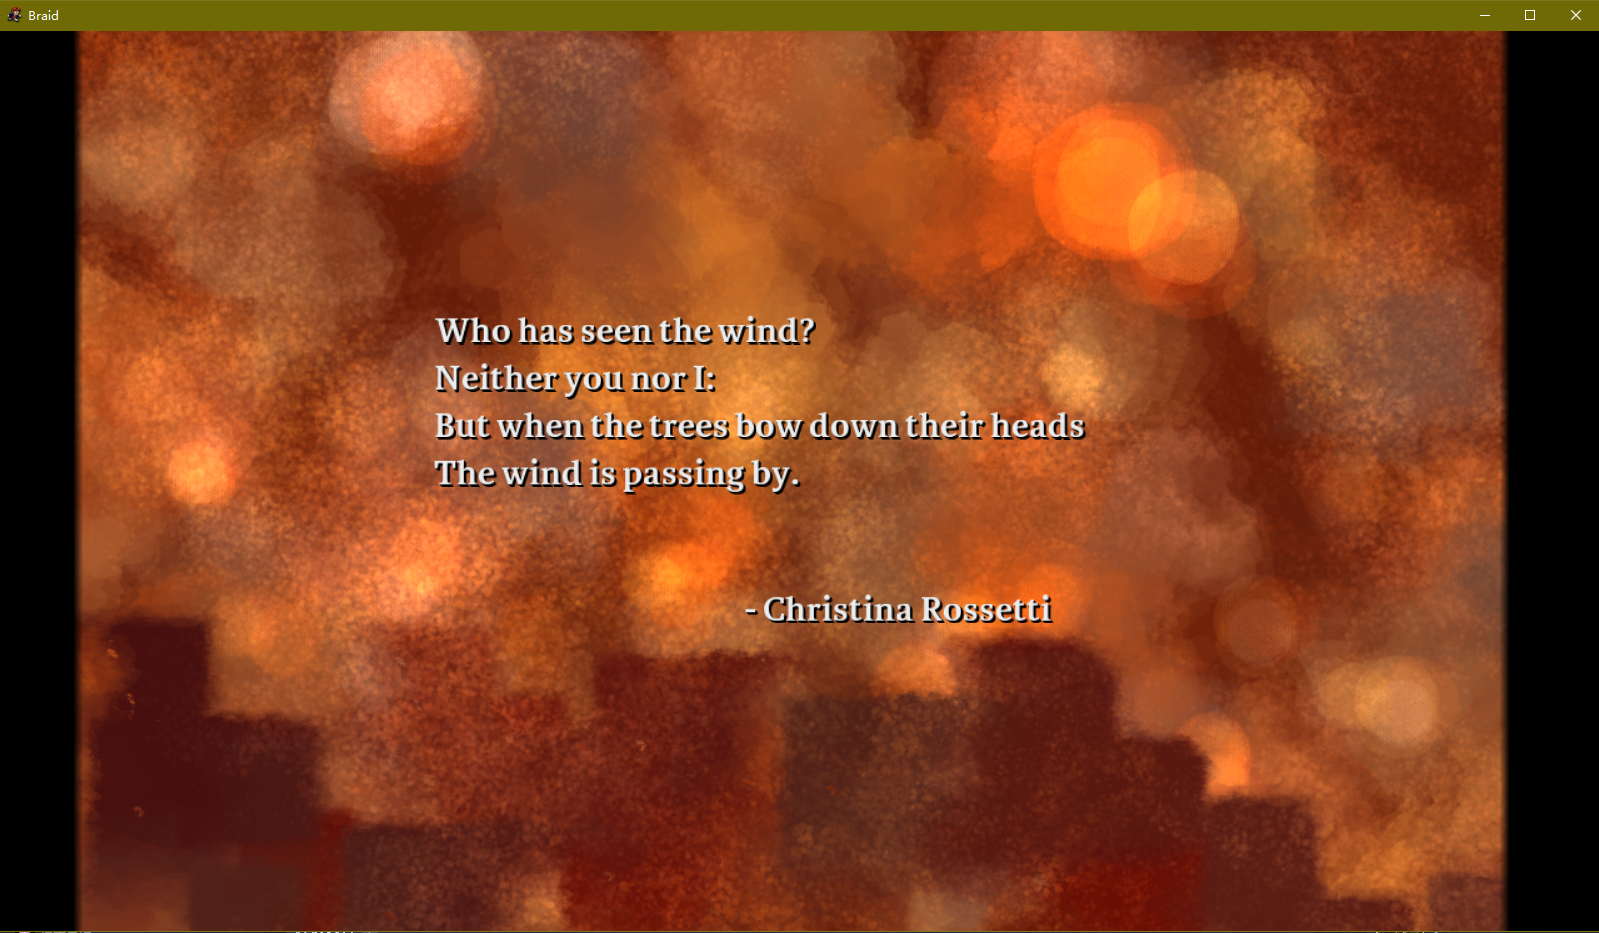 Braid
Who has seen the wind?
Neither you nor I:
But when the trees bow down their heads
The wind is passing by.
- Christina Rossetti